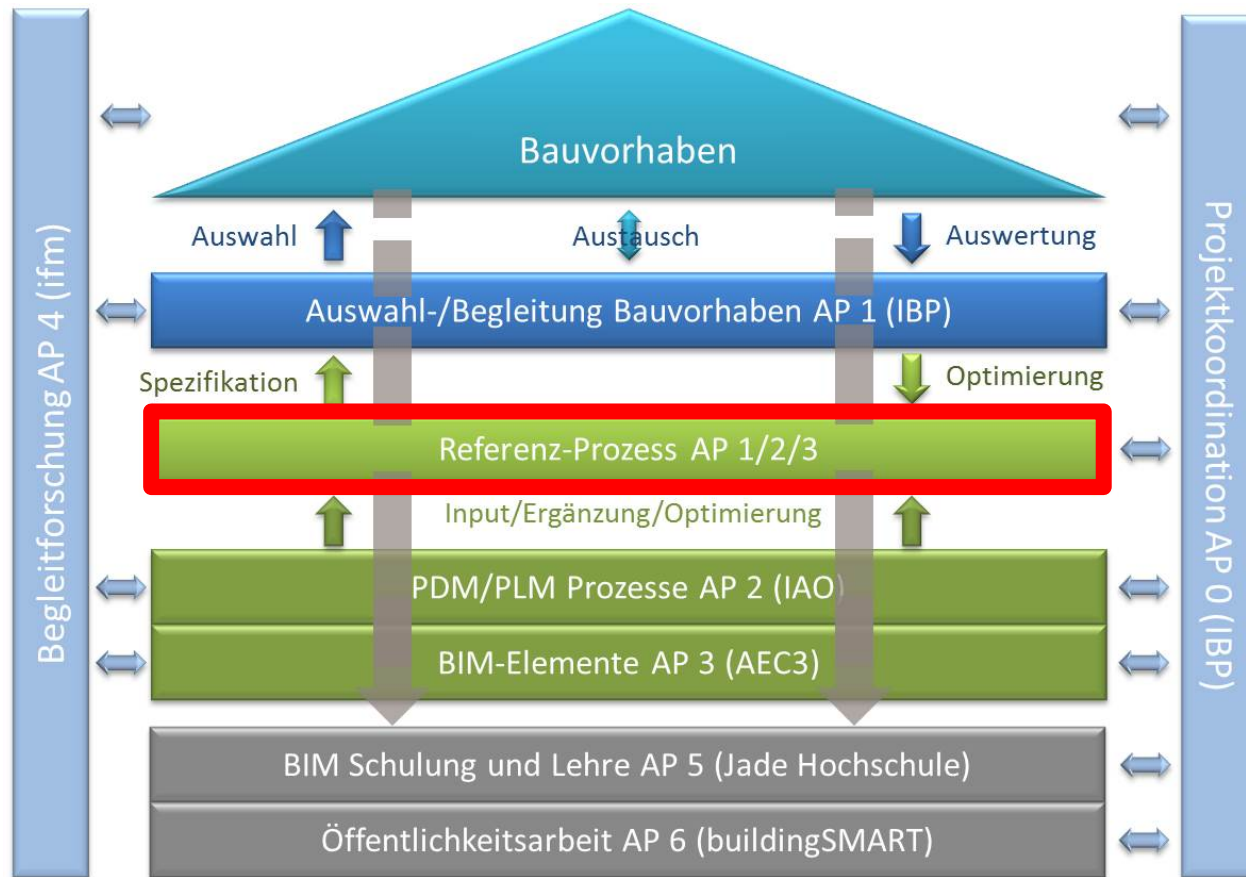 Begleitforschung AP 4 (ifm)
Bauvorhaben
Auswahl
Austausch
Auswertung
Auswahl-/Begleitung Bauvorhaben AP 1 (IBP)
Spezifikation
Optimierung
Referenz-Prozess AP 1/2/3
Input/Ergänzung/Optimierung
PDM/PLM Prozesse AP 2 (IAO)
BIM-Elemente AP 3 (AEC3)
BIM Schulung und Lehre AP 5 (Jade Hochschule)
Öffentlichkeitsarbeit AP 6 (buildingSMART)
Projektkoordination AP 0 (IBP)